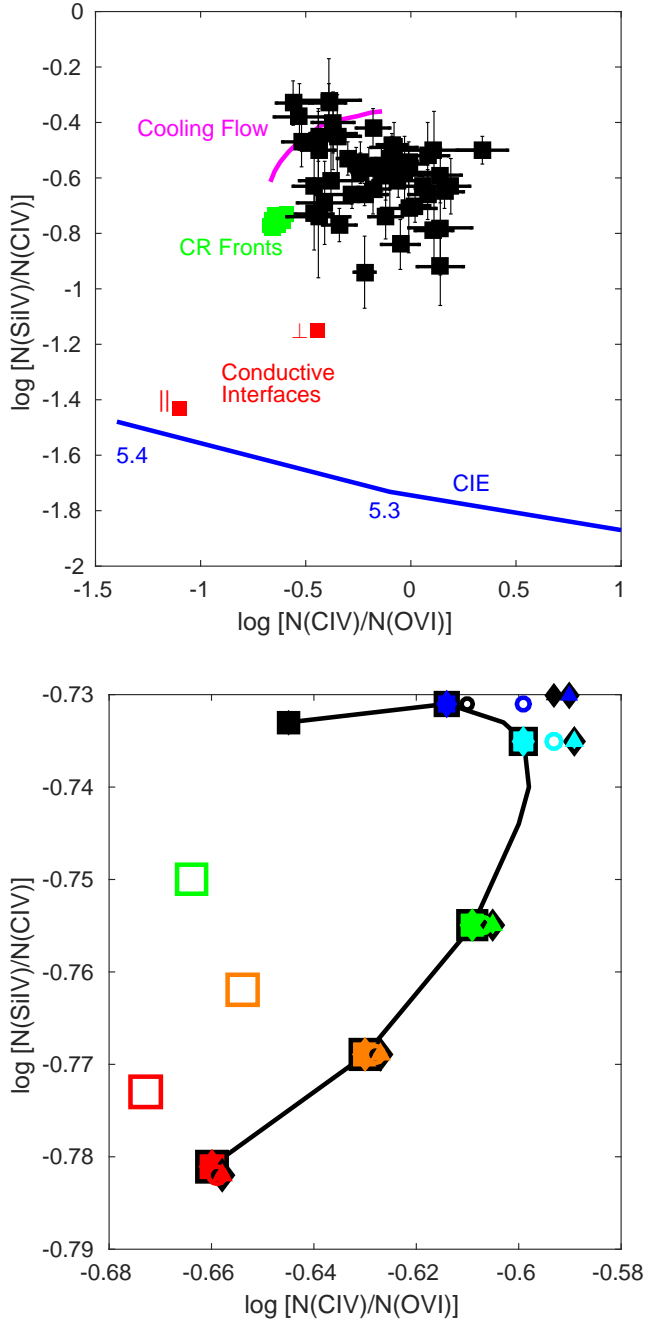 0
-0.2
-0.4
-0.6
-0.8
-1
-1.2
-1.4
-1.6
-1.8
-2
log [N(SiIV)/N(CIV)]
Cooling Flow
CR Fronts
⊥
||
Conductive
Interfaces
5.4
CIE
5.3
-1.5 -1 -0.5 0 0.5 1
log [N(CIV)/N(OVI)]
-0.73
-0.74
-0.75
-0.76
-0.77
-0.78
-0.79
log [N(SiIV)/N(CIV)]
-0.68 -0.66 -0.64 -0.62 -0.6 -0.58
log [N(CIV)/N(OVI)]